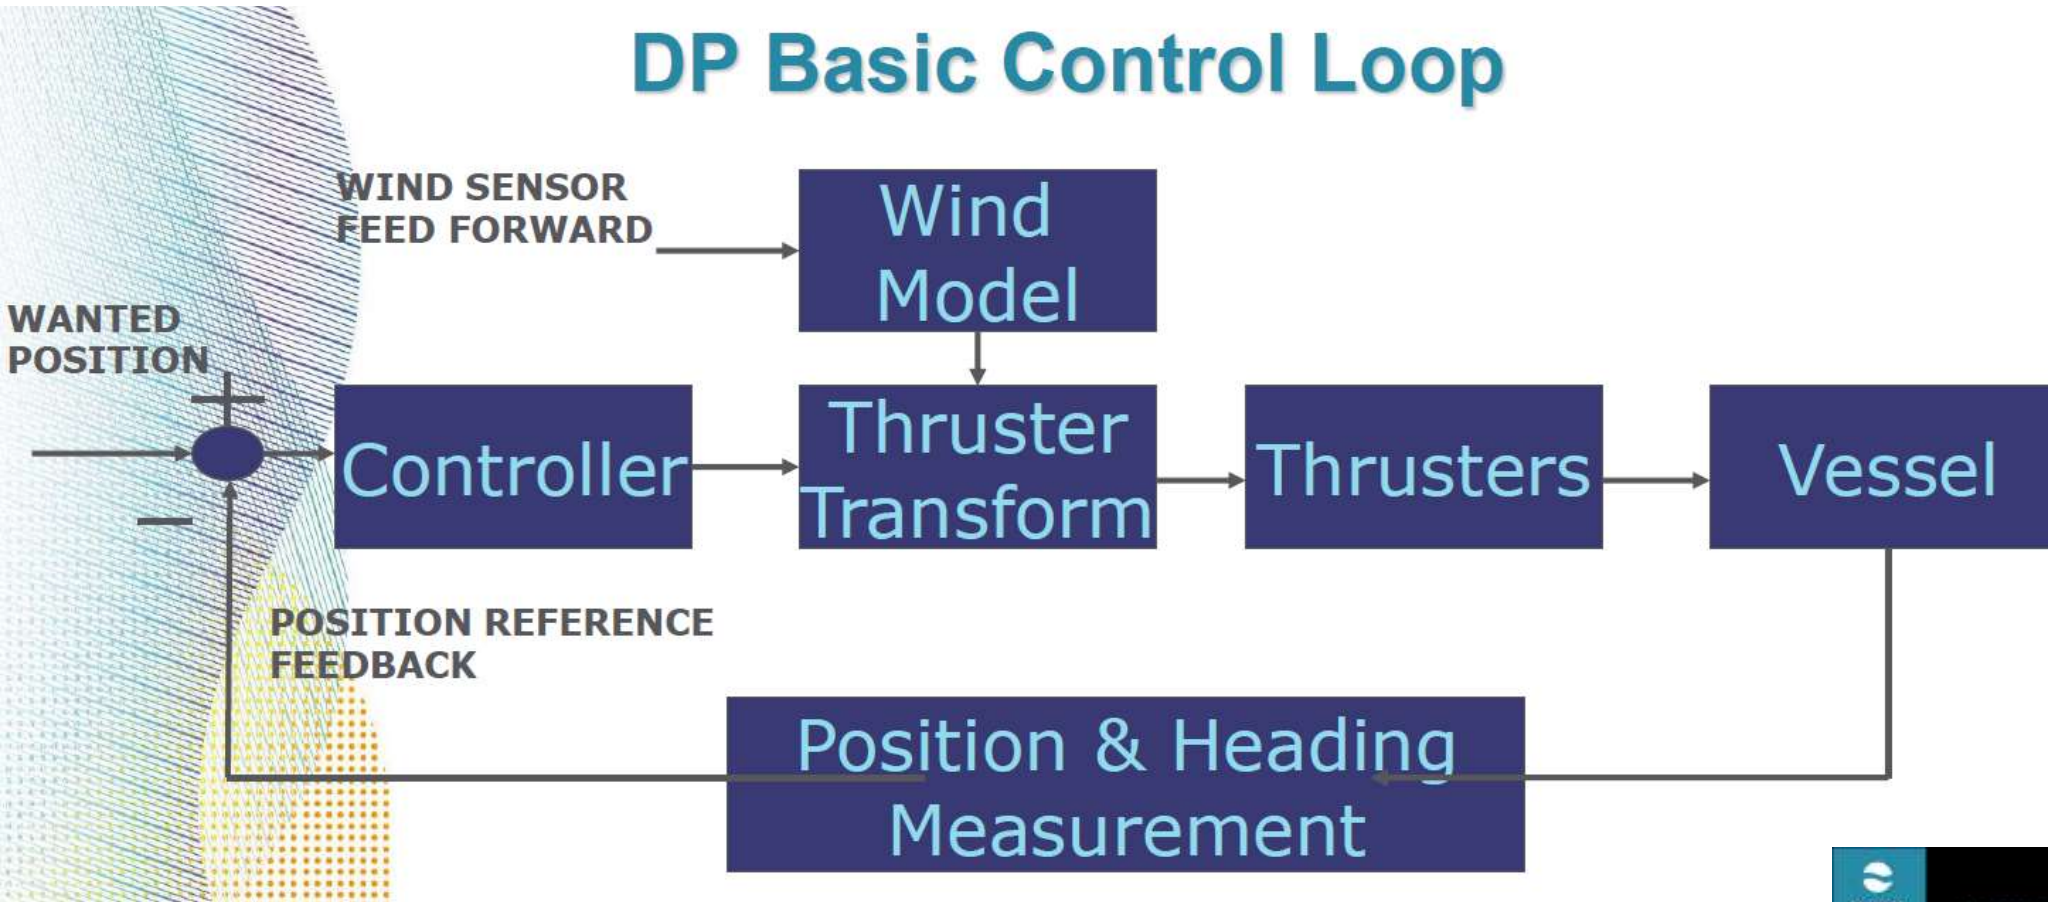 DP Basic Control Loop
WIND SENSOR
FEED FORWARD
Wind
Model
WANTED
POSITION
+
Controller
Thruster
Transform
Thrusters
Vessel
—
POSITION REFERENCE
FEEDBACK
Position & Heading
Measurement